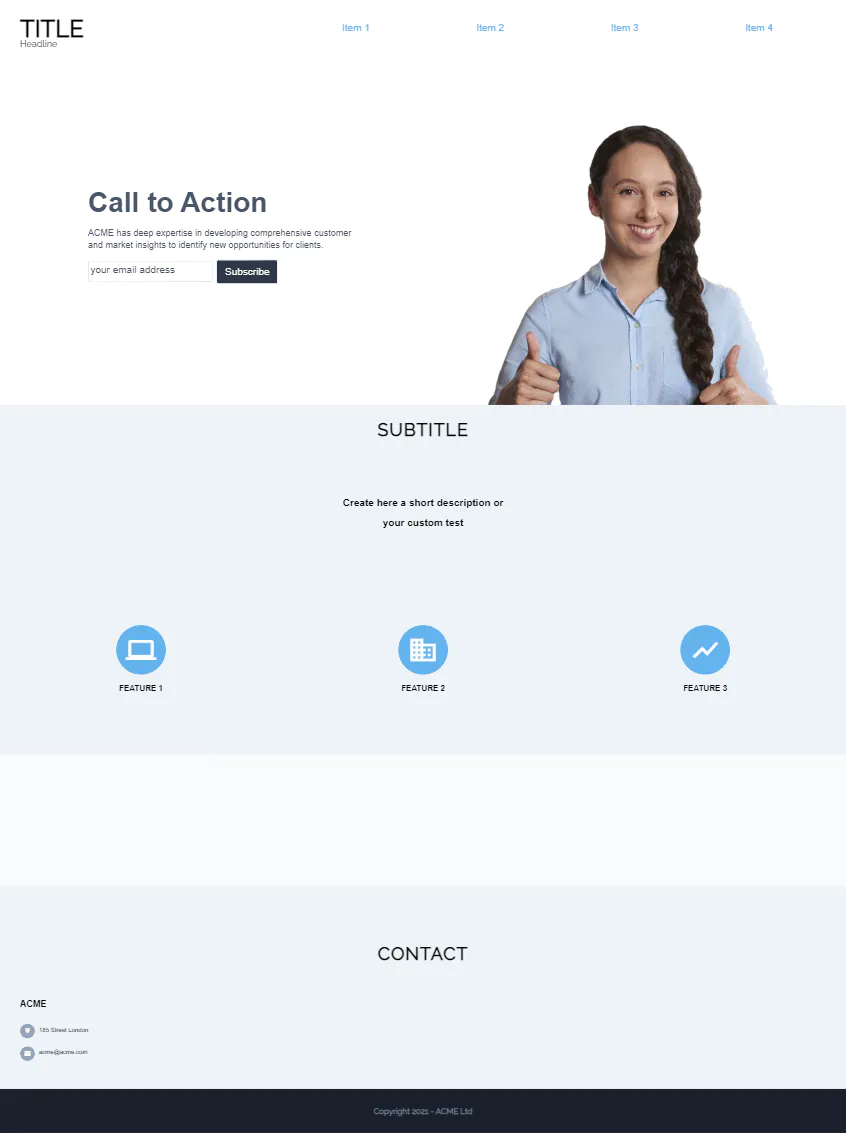 TITLE
Headline
Item 1
Item 2
Item 3
Item 4
Call to Action
ACME has deep expertise in developing comprehensive customer
and market insights to identify new opportunities for clients.
your email address
Subscribe
SUBTITLE
Create here a short description or
your custom test
FEATURE 1
FEATURE 2
FEATURE 3
CONTACT
ACME
185 Street London
acme@acme.com
Copyright 2021 - ACME Ltd